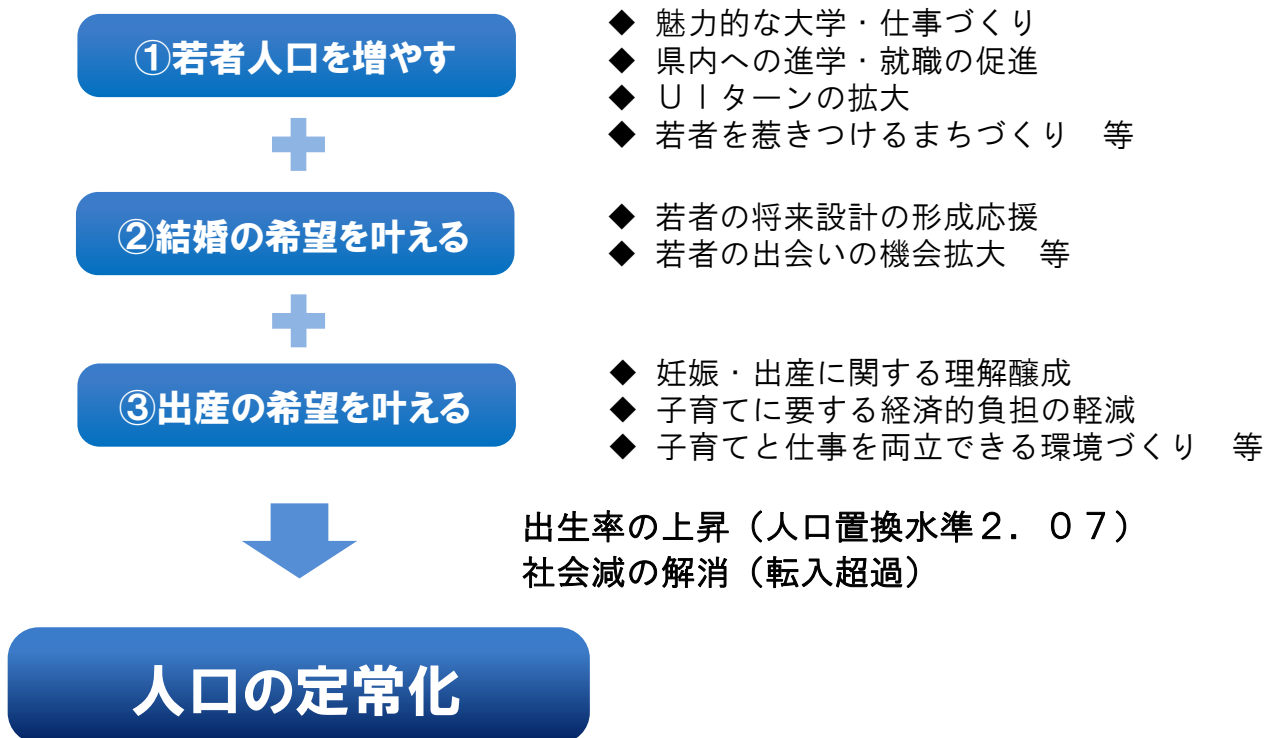 ①若者人口を増やす
◆ 魅力的な大学・仕事づくり
◆ 県内への進学・就職の促進
◆ UIターンの拡大
◆ 若者を惹きつけるまちづくり　等
②結婚の希望を叶える
◆ 若者の将来設計の形成応援
◆ 若者の出会いの機会拡大　等
③出産の希望を叶える
◆ 妊娠・出産に関する理解醸成
◆ 子育てに要する経済的負担の軽減
◆ 子育てと仕事を両立できる環境づくり　等
出生率の上昇（人口置換水準２．０７）
社会減の解消（転入超過）
人口の定常化